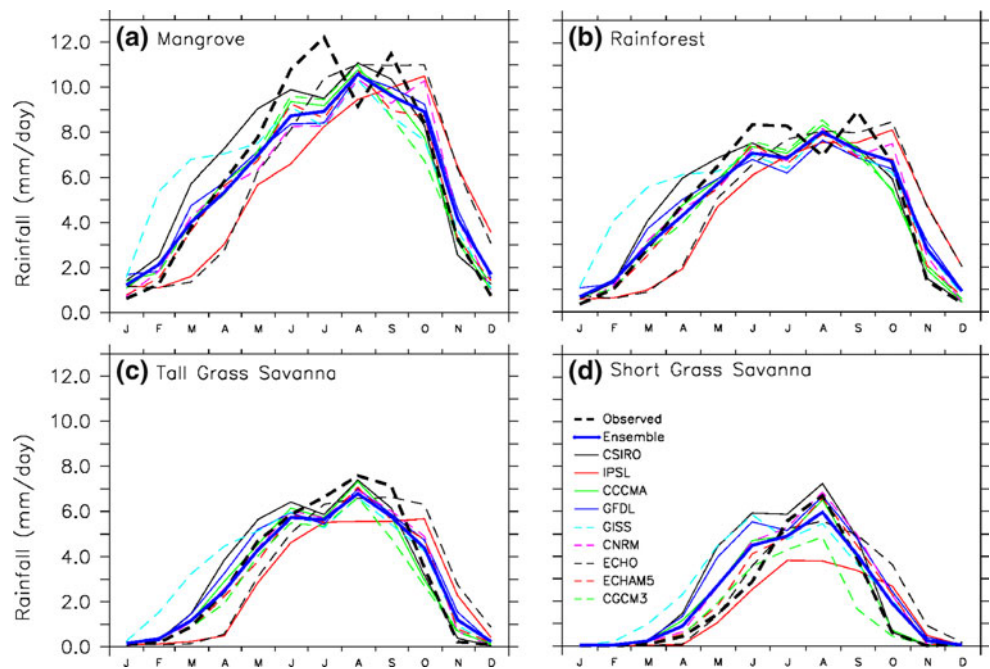 (a) Mangrove
(b) Rainforest
12.0
10.0
8.0
6.0
4.0
2.0
0.0
Rainfall (mm/day)
J F M A M J J A S O N D
J F M A M J J A S O N D
(c) Tall Grass Savanna
(d) Short Grass Savanna
12.0
10.0
8.0
6.0
4.0
2.0
0.0
Rainfall (mm/day)
Observed
Ensemble
CSIRO
IPSL
CCCMA
GFDL
GISS
CNRM
ECHO
ECHAM5
CGCM3
J F M A M J J A S O N D
J F M A M J J A S O N D